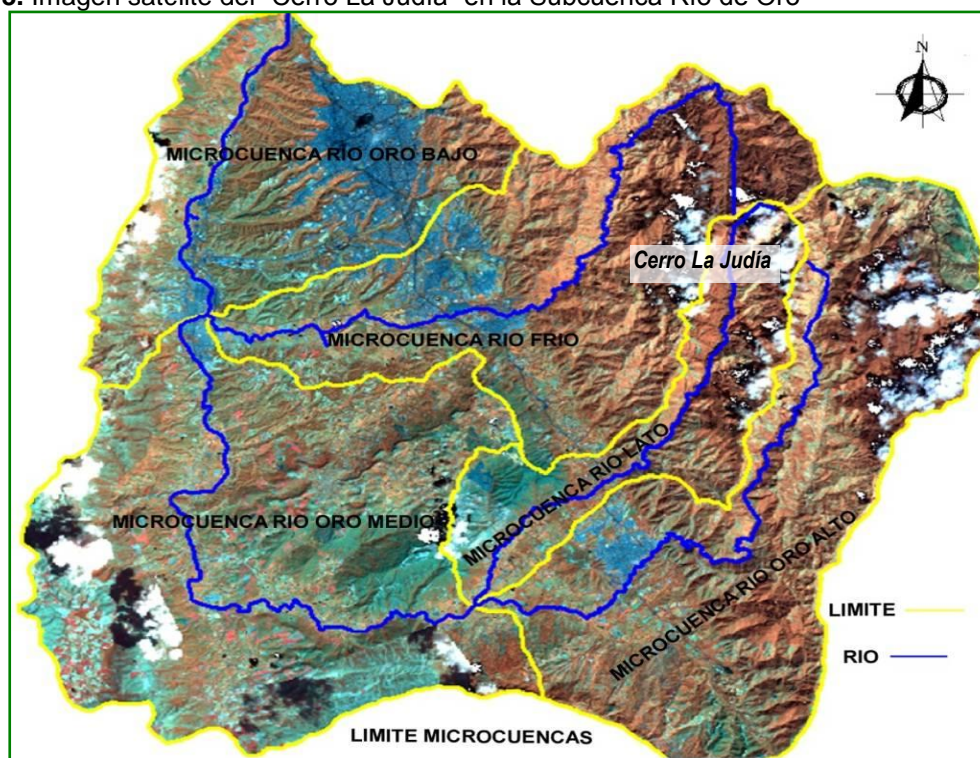 3. Imagen satélite del "Cerro La Judía" en la Subcuenca Río de Oro
N
MICROCUENCA RIO ORO BAJO
Cerro La Judía
MICROCUENCA RIO FRIO
MICROCUENCA RIO LATO
MICROCUENCA RIO ORO MEDIO
MICROCUENCA RIO ORO ALTO
LIMITE
RIO
LIMITE MICROCUENCAS